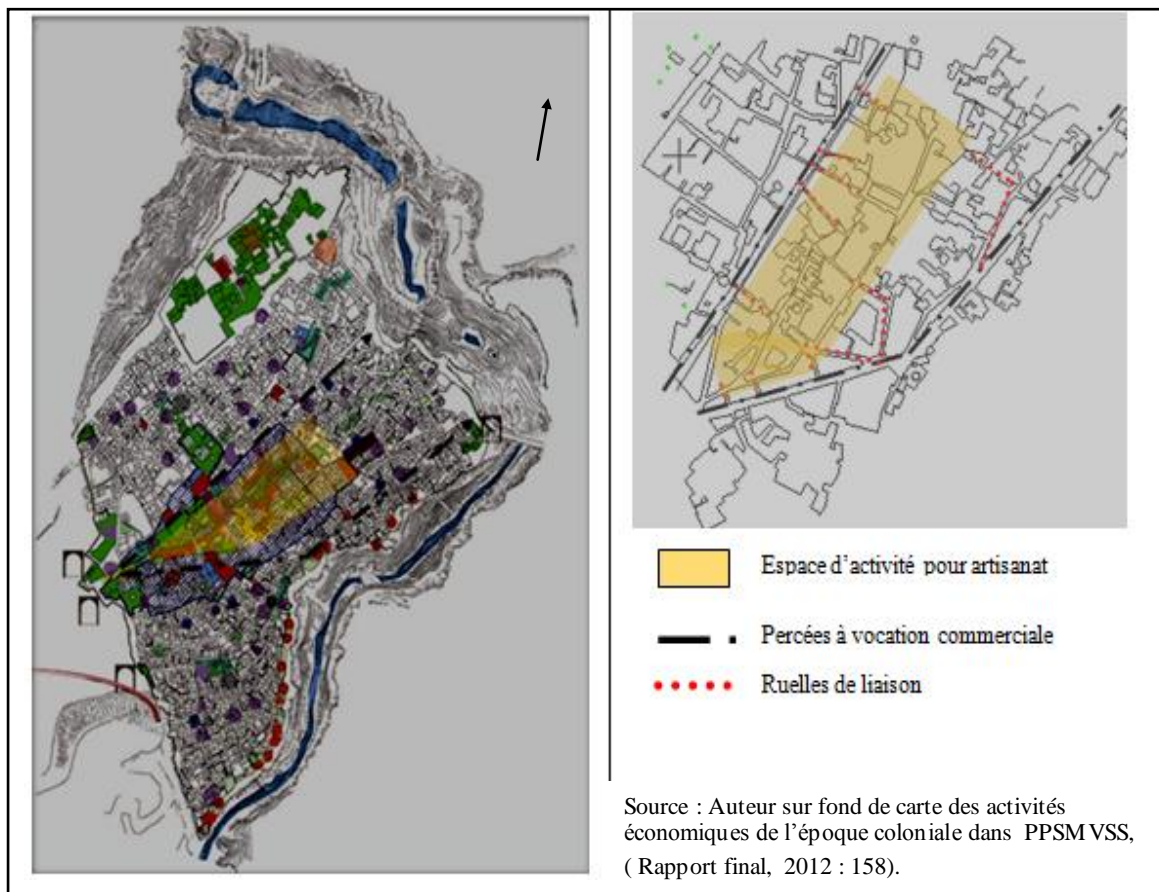 Espace d'activité pour artisanat
Percées à vocation commerciale
Ruelles de liaison
Source : Auteur sur fond de carte des activités
économiques de l'époque coloniale dans PPSMVSS,
( Rapport final, 2012 : 158).